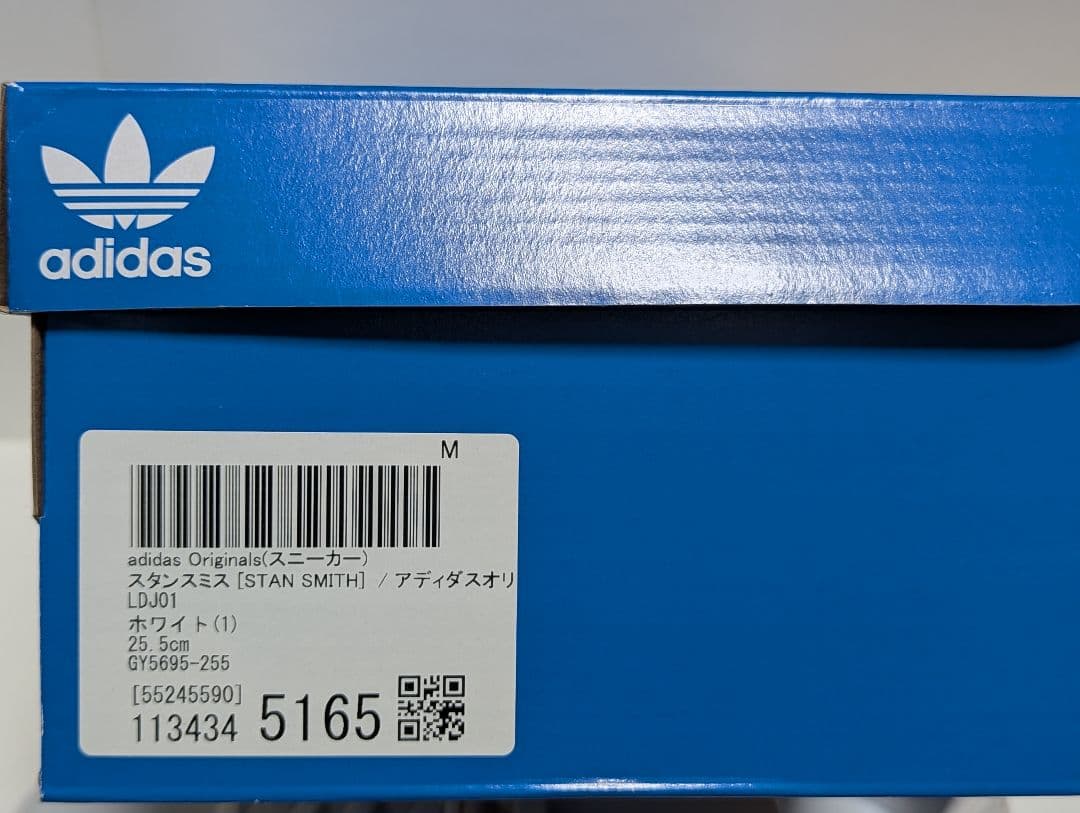 adidas
M
adidas Originals(スニーカー)
スタンスミス [STAN SMITH] / アディダスオリ
LDJ01
ホワイト(1)
25.5cm
GY5695-255
[55245590]
113434 5165